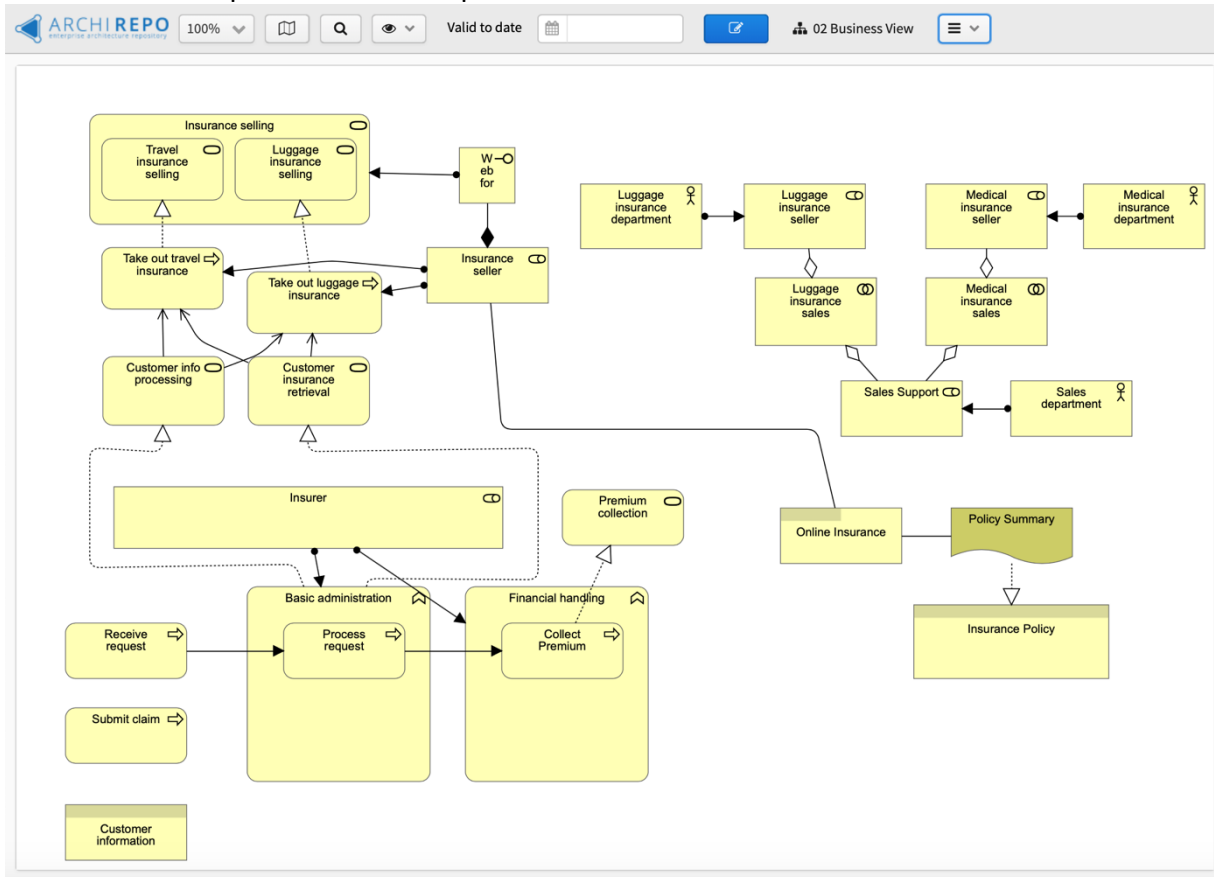 ARCHIREPO
enterprise architecture repository
100%
Valid to date
02 Business View
Insurance selling
Travel
insurance
selling
Luggage
insurance
selling
W
eb
for
Luggage
insurance
department
Luggage
insurance
seller
Medical
insurance
seller
Medical
insurance
department
Take out travel
insurance
Take out luggage
insurance
Insurance
seller
Luggage
insurance
sales
Medical
insurance
sales
Customer info
processing
Customer
insurance
retrieval
Sales Support
Sales
department
Insurer
Premium
collection
Online Insurance
Policy Summary
Basic administration
Financial handling
Receive
request
Process
request
Collect
Premium
Insurance Policy
Submit claim
Customer
information